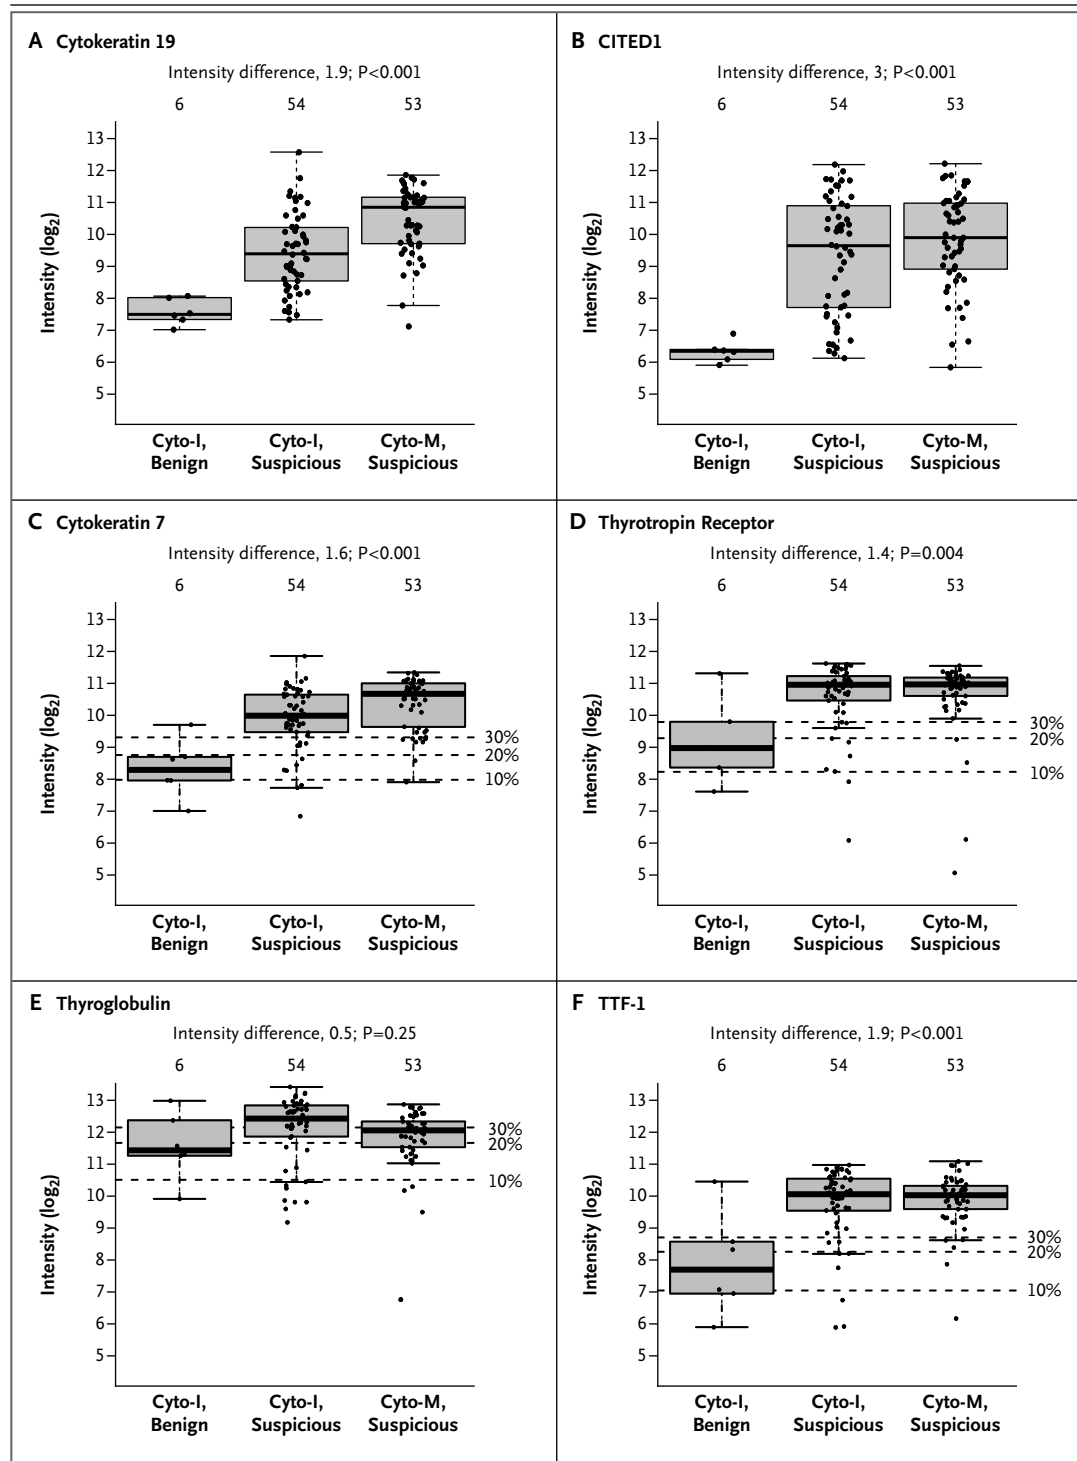 A Cytokeratin 19
Intensity difference, 1.9; P<0.001
6 54 53
13
12
11
10
9
8
7
6
5
Intensity (log2)
Cyto-I, Benign
Cyto-I, Suspicious
Cyto-M, Suspicious
B CITED1
Intensity difference, 3; P<0.001
6 54 53
13
12
11
10
9
8
7
6
5
Intensity (log2)
Cyto-I, Benign
Cyto-I, Suspicious
Cyto-M, Suspicious
C Cytokeratin 7
Intensity difference, 1.6; P<0.001
6 54 53
13
12
11
10
9
8
7
6
5
Intensity (log2)
30%
20%
10%
Cyto-I, Benign
Cyto-I, Suspicious
Cyto-M, Suspicious
D Thyrotropin Receptor
Intensity difference, 1.4; P=0.004
6 54 53
13
12
11
10
9
8
7
6
5
Intensity (log2)
30%
20%
10%
Cyto-I, Benign
Cyto-I, Suspicious
Cyto-M, Suspicious
E Thyroglobulin
Intensity difference, 0.5; P=0.25
6 54 53
13
12
11
10
9
8
7
6
5
Intensity (log2)
30%
20%
10%
Cyto-I, Benign
Cyto-I, Suspicious
Cyto-M, Suspicious
F TTF-1
Intensity difference, 1.9; P<0.001
6 54 53
13
12
11
10
9
8
7
6
5
Intensity (log2)
30%
20%
10%
Cyto-I, Benign
Cyto-I, Suspicious
Cyto-M, Suspicious